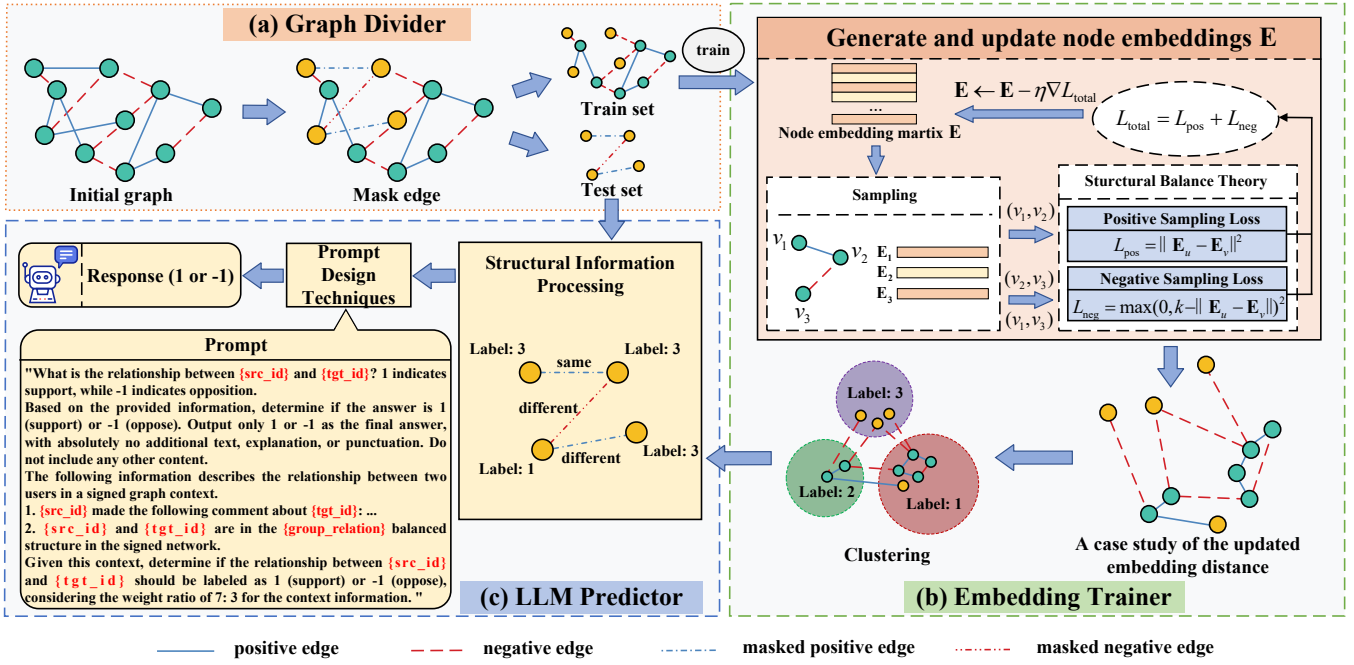 (a) Graph Divider
Initial graph
Mask edge
Train set
Test set
train
Generate and update node embeddings E
...
Node embedding martix E
E ← E − η∇L_total
L_total = L_pos + L_neg
Sampling
v₁
v₂
v₃
E₁
E₂
E₃
(v₁, v₂)
(v₂, v₃)
(v₁, v₃)
Sturctural Balance Theory
Positive Sampling Loss
L_pos = || E_u − E_v||²
Negative Sampling Loss
L_neg = max(0, k−|| E_u − E_v||)²
A case study of the updated
embedding distance
Label: 3
Label: 2
Label: 1
Clustering
(b) Embedding Trainer
Structural Information
Processing
Label: 3
Label: 3
same
different
Label: 1
different
Label: 3
Prompt
Design
Techniques
Response (1 or -1)
Prompt
"What is the relationship between {src_id} and {tgt_id}? 1 indicates
support, while -1 indicates opposition.
Based on the provided information, determine if the answer is 1
(support) or -1 (oppose). Output only 1 or -1 as the final answer,
with absolutely no additional text, explanation, or punctuation. Do
not include any other content.
The following information describes the relationship between two
users in a signed graph context.
1. {src_id} made the following comment about {tgt_id}: ...
2. {src_id} and {tgt_id} are in the {group_relation} balanced
structure in the signed network.
Given this context, determine if the relationship between {src_id}
and {tgt_id} should be labeled as 1 (support) or -1 (oppose),
considering the weight ratio of 7: 3 for the context information. "
(c) LLM Predictor
positive edge
negative edge
masked positive edge
masked negative edge